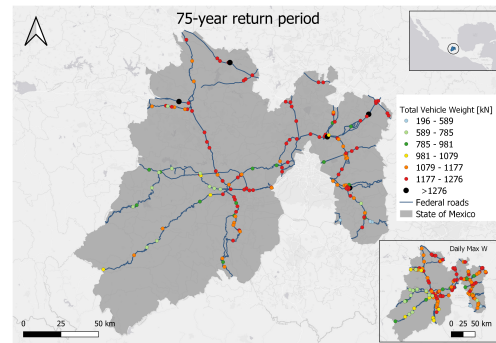 75-year return period
Total Vehicle Weight [kN]
196 - 589
589 - 785
785 - 981
981 - 1079
1079 - 1177
1177 - 1276
>1276
Federal roads
State of Mexico
Daily Max W
0 25 50 km
0 25 50 km